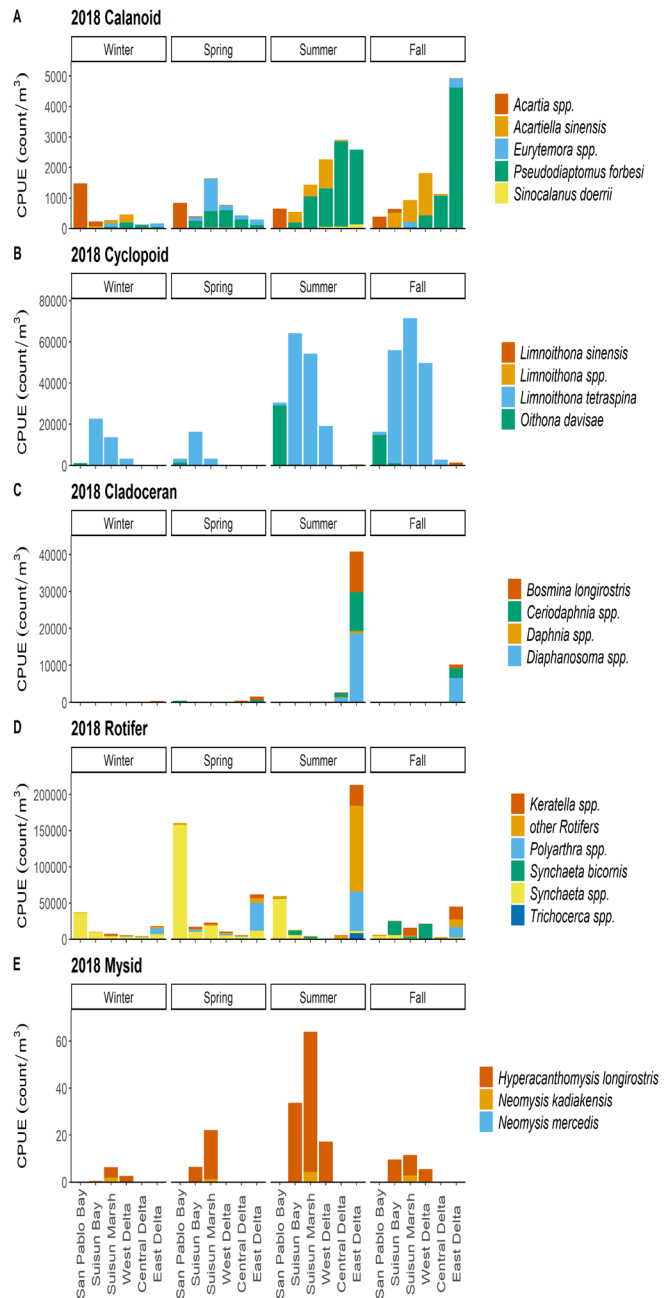 A 2018 Calanoid
Winter Spring Summer Fall
CPUE (count/m³)
5000
4000
3000
2000
1000
0
Acartia spp.
Acartiella sinensis
Eurytemora spp.
Pseudodiaptomus forbesi
Sinocalanus doerrii
B 2018 Cyclopoid
Winter Spring Summer Fall
CPUE (count/m³)
80000
60000
40000
20000
0
Limnoithona sinensis
Limnoithona spp.
Limnoithona tetraspina
Oithona davisae
C 2018 Cladoceran
Winter Spring Summer Fall
CPUE (count/m³)
40000
30000
20000
10000
0
Bosmina longirostris
Ceriodaphnia spp.
Daphnia spp.
Diaphanosoma spp.
D 2018 Rotifer
Winter Spring Summer Fall
CPUE (count/m³)
200000
150000
100000
50000
0
Keratella spp.
other Rotifers
Polyarthra spp.
Synchaeta bicornis
Synchaeta spp.
Trichocerca spp.
E 2018 Mysid
Winter Spring Summer Fall
CPUE (count/m³)
60
40
20
0
Hyperacanthomysis longirostris
Neomysis kadiakensis
Neomysis mercedis
San Pablo Bay
Suisun Bay
Suisun Marsh
West Delta
Central Delta
East Delta
San Pablo Bay
Suisun Bay
Suisun Marsh
West Delta
Central Delta
East Delta
San Pablo Bay
Suisun Bay
Suisun Marsh
West Delta
Central Delta
East Delta
San Pablo Bay
Suisun Bay
Suisun Marsh
West Delta
Central Delta
East Delta